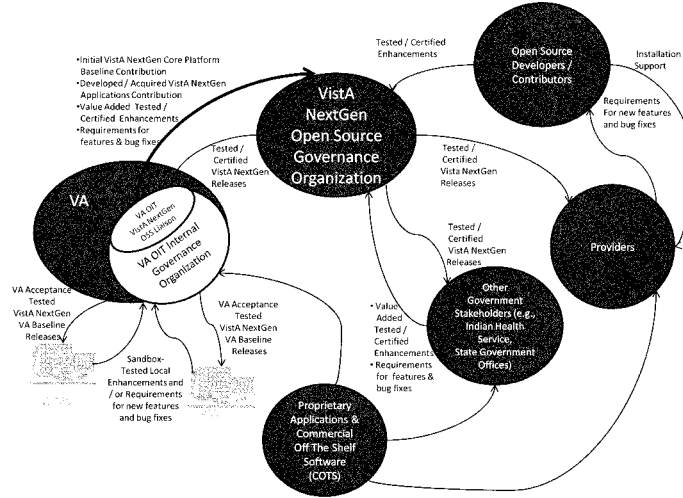 •Initial VistA NextGen Core Platform
Baseline Contribution
•Developed / Acquired VistA NextGen
Applications Contribution
•Value Added Tested /
Certified Enhancements
•Requirements for
features & bug fixes
Tested / Certified
Enhancements
Open Source
Developers /
Contributors
Installation
Support
VistA
NextGen
Open Source
Governance
Organization
Requirements
For new features
and bug fixes
Tested /
Certified
VistA NextGen
Releases
Tested /
Certified
Vista NextGen
Releases
VA
VA OIT
VistA NextGen
OSS Liaison
VA OIT Internal
Governance
Organization
Tested /
Certified
VistA NextGen
Releases
Providers
VA Acceptance
Tested
VistA NextGen
VA Baseline
Releases
VA Acceptance
Tested
VistA NextGen
VA Baseline
Releases
• Value
Added
Tested /
Certified
Enhancements
• Requirements
for features &
bug fixes
Other
Government
Stakeholders (e.g.,
Indian Health
Service,
State Government
Offices)
Sandbox-
Tested Local
Enhancements and
/ or Requirements
for new features
and bug fixes
Proprietary
Applications &
Commercial
Off The Shelf
Software
(COTS)